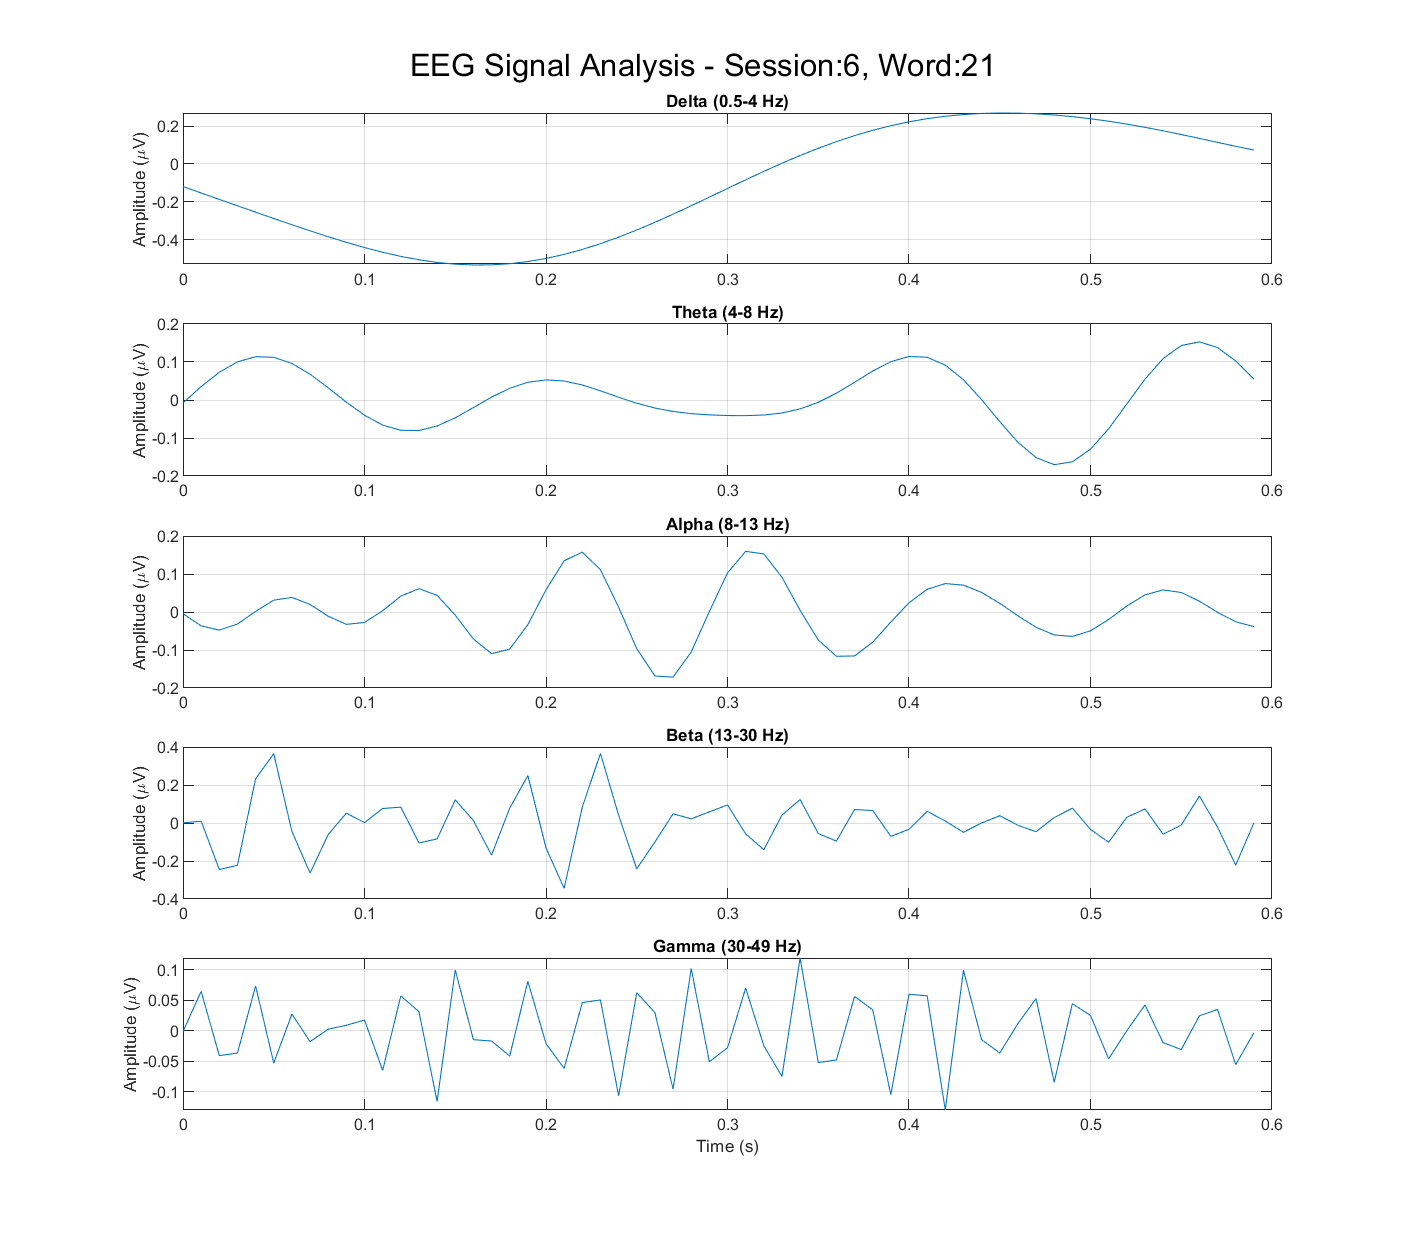 EEG Signal Analysis - Session:6, Word:21
Delta (0.5-4 Hz)
Amplitude (μV)
0.2
0
-0.2
-0.4
0 0.1 0.2 0.3 0.4 0.5 0.6
Theta (4-8 Hz)
Amplitude (μV)
0.2
0.1
0
-0.1
-0.2
0 0.1 0.2 0.3 0.4 0.5 0.6
Alpha (8-13 Hz)
Amplitude (μV)
0.2
0.1
0
-0.1
-0.2
0 0.1 0.2 0.3 0.4 0.5 0.6
Beta (13-30 Hz)
Amplitude (μV)
0.4
0.2
0
-0.2
-0.4
0 0.1 0.2 0.3 0.4 0.5 0.6
Gamma (30-49 Hz)
Amplitude (μV)
0.1
0.05
0
-0.05
-0.1
0 0.1 0.2 0.3 0.4 0.5 0.6
Time (s)